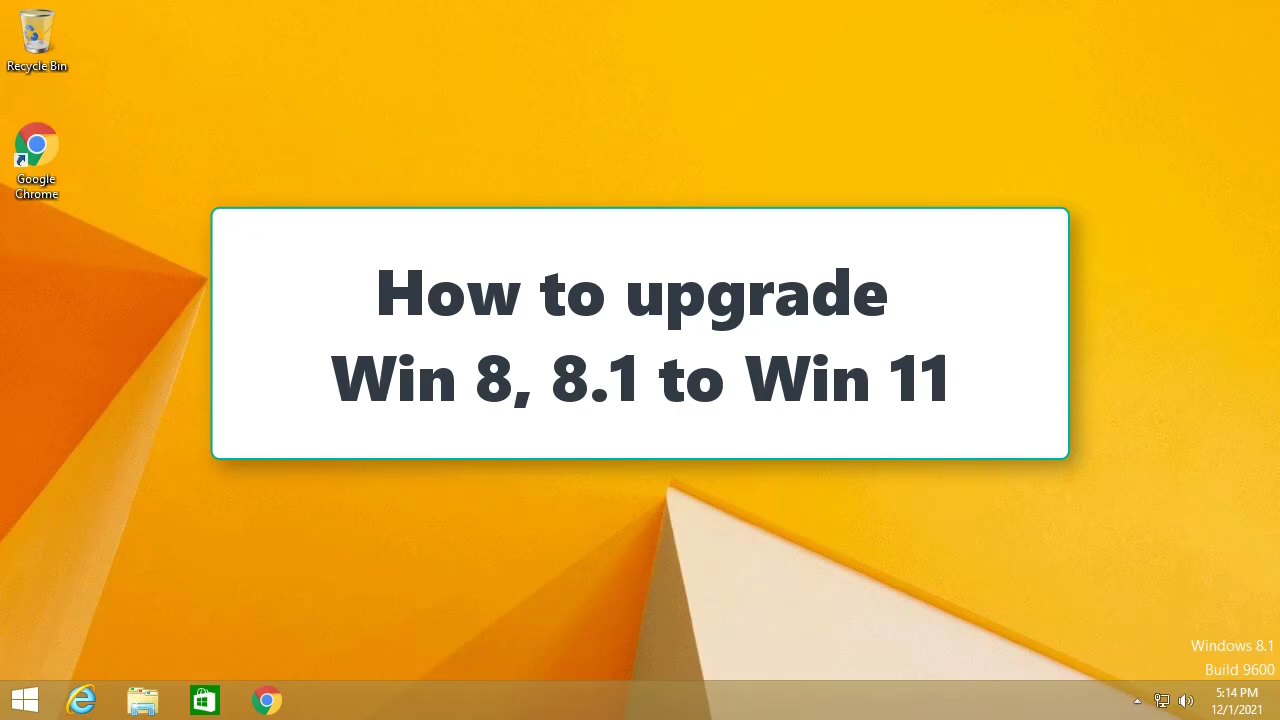 Recycle Bin
Google
Chrome
How to upgrade
Win 8, 8.1 to Win 11
Windows 8.1
Build 9600
5:14 PM
12/1/2021